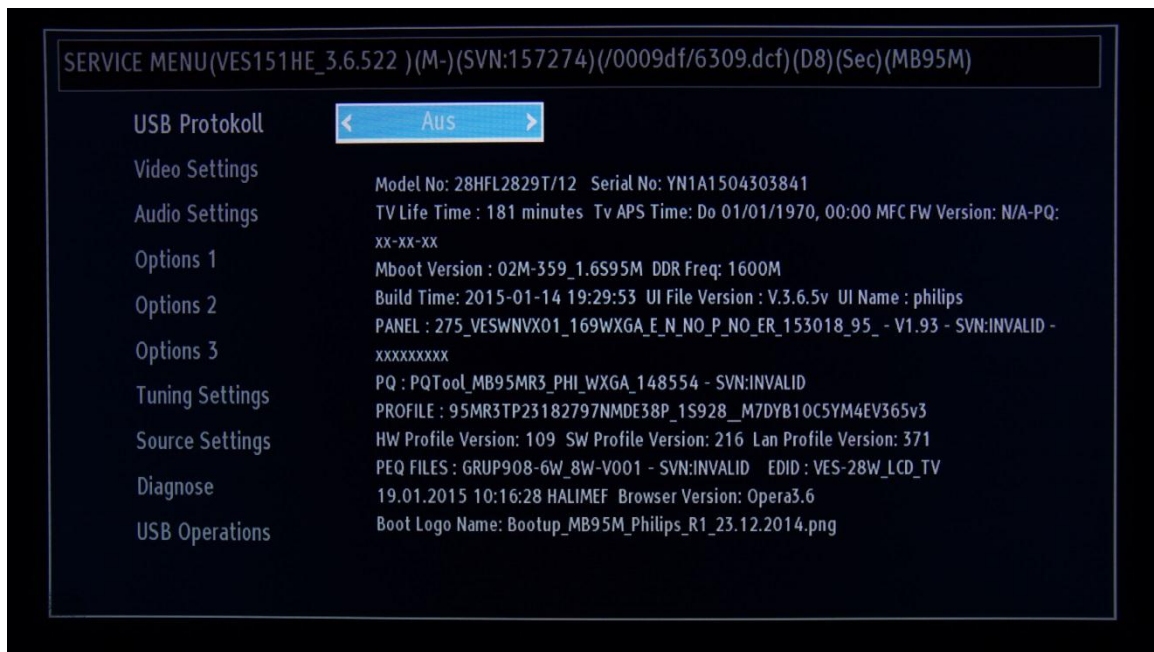 SERVICE MENU(VES151HE_3.6.522 )(M-)(SVN:157274)(/0009df/6309.dcf)(D8)(Sec)(MB95M)
USB Protokoll
< Aus >
Video Settings
Audio Settings
Options 1
Options 2
Options 3
Tuning Settings
Source Settings
Diagnose
USB Operations
Model No: 28HFL2829T/12 Serial No: YN1A1504303841
TV Life Time : 181 minutes Tv APS Time: Do 01/01/1970, 00:00 MFC FW Version: N/A-PQ:
xx-xx-xx
Mboot Version : 02M-359_1.6S95M DDR Freq: 1600M
Build Time: 2015-01-14 19:29:53 UI File Version : V.3.6.5v UI Name : philips
PANEL : 275_VESWNVX01_169WXGA_E_N_NO_P_NO_ER_153018_95_ - V1.93 - SVN:INVALID -
xxxxxxxxx
PQ : PQTool_MB95MR3_PHI_WXGA_148554 - SVN:INVALID
PROFILE : 95MR3TP23182797NMDE38P_1S928__M7DYB10C5YM4EV365v3
HW Profile Version: 109 SW Profile Version: 216 Lan Profile Version: 371
PEQ FILES : GRUP908-6W_8W-V001 - SVN:INVALID EDID : VES-28W_LCD_TV
19.01.2015 10:16:28 HALIMEF Browser Version: Opera3.6
Boot Logo Name: Bootup_MB95M_Philips_R1_23.12.2014.png